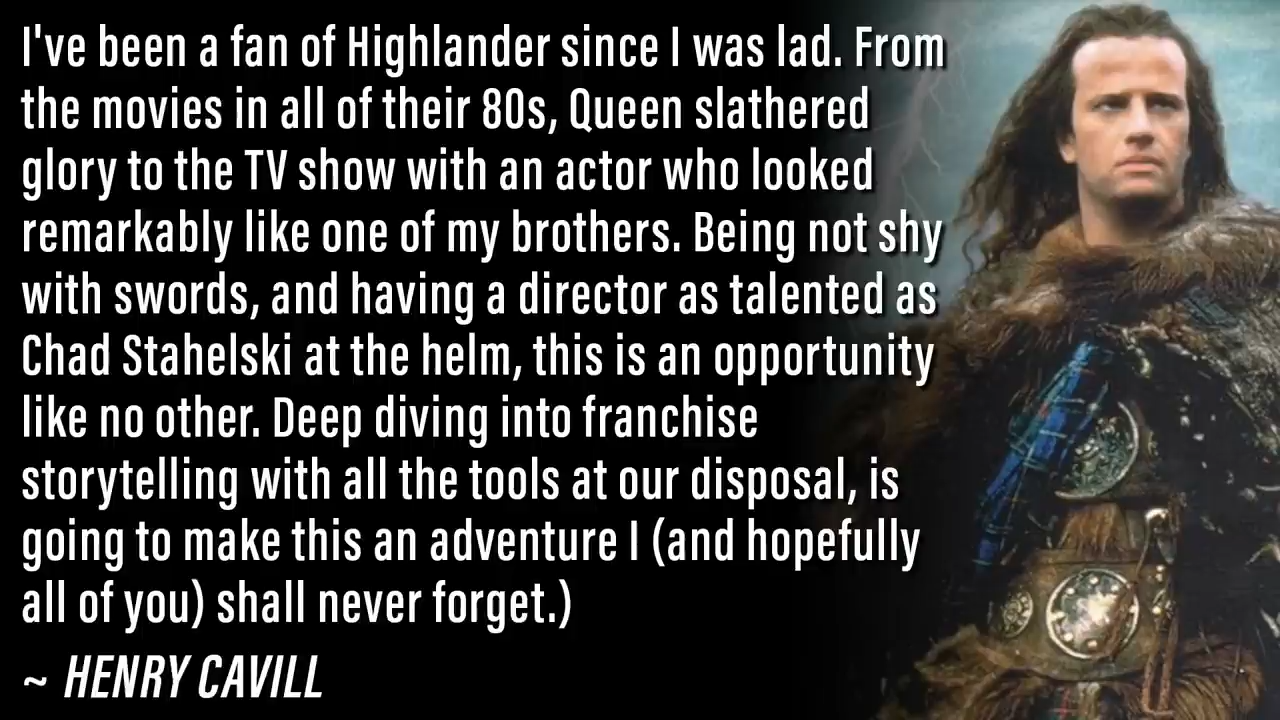 I've been a fan of Highlander since I was lad. From
the movies in all of their 80s, Queen slathered
glory to the TV show with an actor who looked
remarkably like one of my brothers. Being not shy
with swords, and having a director as talented as
Chad Stahelski at the helm, this is an opportunity
like no other. Deep diving into franchise
storytelling with all the tools at our disposal, is
going to make this an adventure I (and hopefully
all of you) shall never forget.)
~ HENRY CAVILL